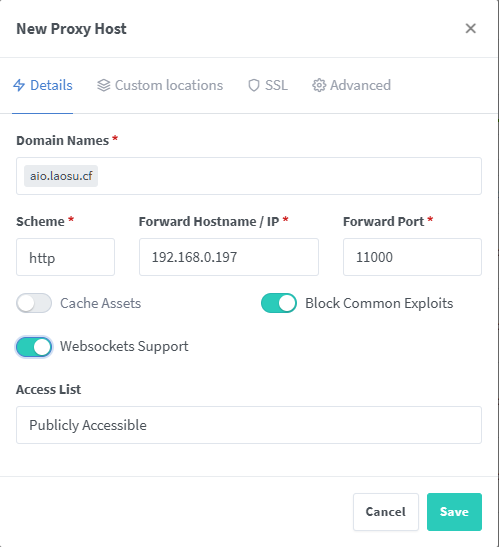 New Proxy Host
Details Custom locations SSL Advanced
Domain Names *
aio.laosu.cf
Scheme * Forward Hostname / IP * Forward Port *
http 192.168.0.197 11000
Cache Assets Block Common Exploits
Websockets Support
Access List
Publicly Accessible
Cancel Save